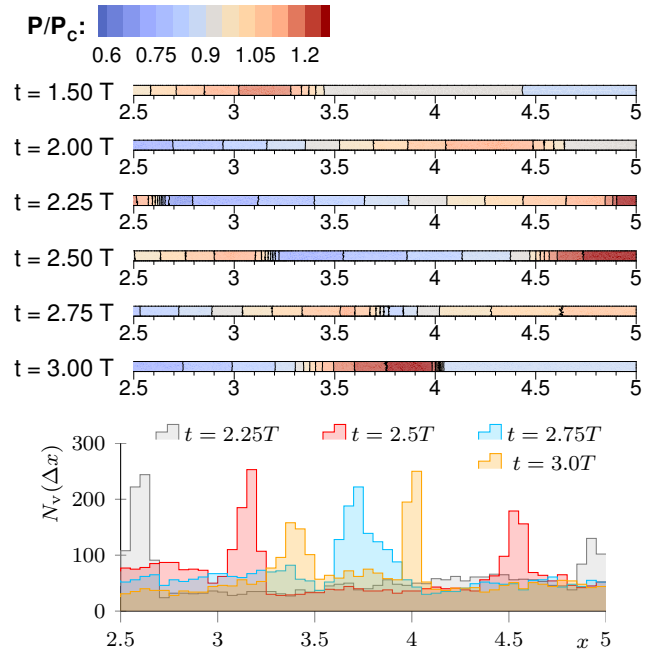 P/P_C:
0.6 0.75 0.9 1.05 1.2
t = 1.50 T
2.5 3 3.5 4 4.5 5
t = 2.00 T
2.5 3 3.5 4 4.5 5
t = 2.25 T
2.5 3 3.5 4 4.5 5
t = 2.50 T
2.5 3 3.5 4 4.5 5
t = 2.75 T
2.5 3 3.5 4 4.5 5
t = 3.00 T
2.5 3 3.5 4 4.5 5
N_v(Δx)
300
200
100
0
t = 2.25T t = 2.5T t = 2.75T
t = 3.0T
2.5 3 3.5 4 4.5 x 5